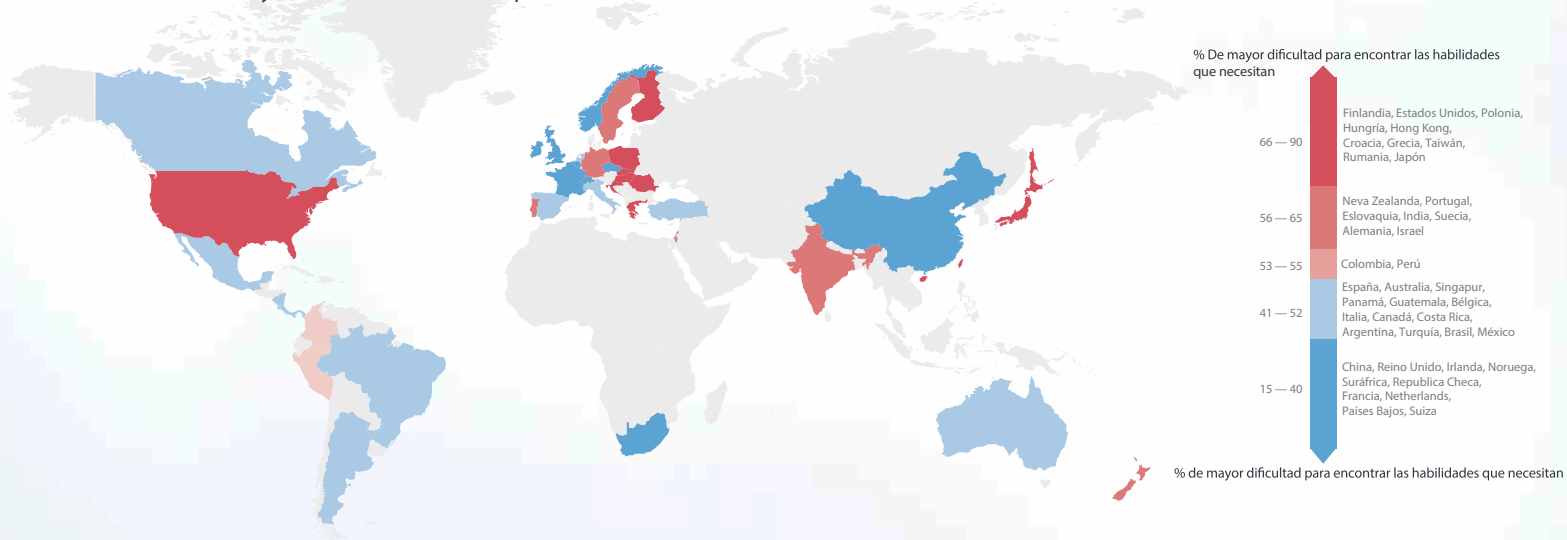 % De mayor dificultad para encontrar las habilidades
que necesitan
66 — 90
Finlandia, Estados Unidos, Polonia,
Hungría, Hong Kong,
Croacia, Grecia, Taiwán,
Rumania, Japón
56 — 65
Neva Zealanda, Portugal,
Eslovaquia, India, Suecia,
Alemania, Israel
53 — 55
Colombia, Perú
41 — 52
España, Australia, Singapur,
Panamá, Guatemala, Bélgica,
Italia, Canadá, Costa Rica,
Argentina, Turquía, Brasil, México
15 — 40
China, Reino Unido, Irlanda, Noruega,
Suráfrica, Republica Checa,
Francia, Netherlands,
Países Bajos, Suiza
% de mayor dificultad para encontrar las habilidades que necesitan